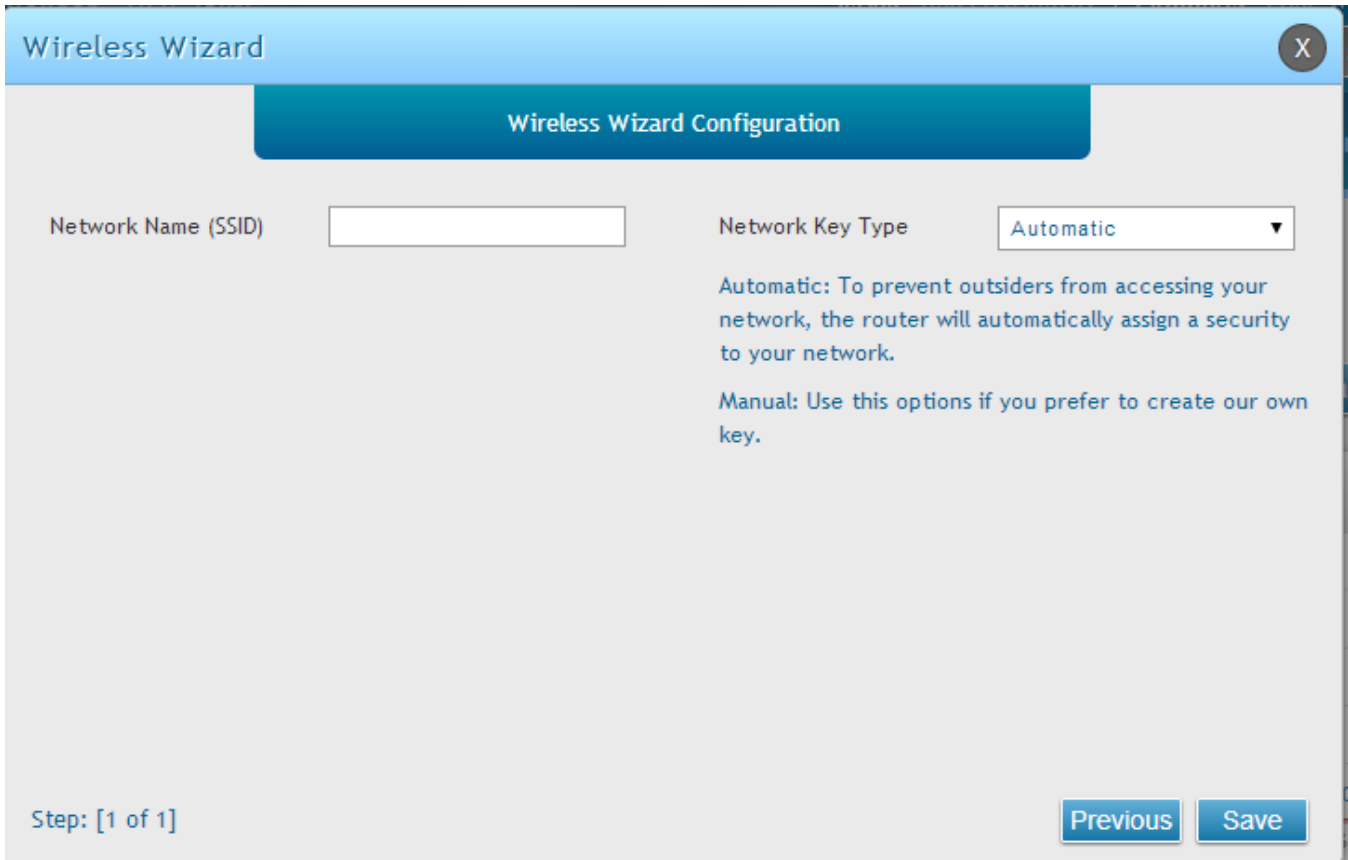 Wireless Wizard
X
Wireless Wizard Configuration
Network Name (SSID)
Network Key Type
Automatic
Automatic: To prevent outsiders from accessing your
network, the router will automatically assign a security
to your network.
Manual: Use this options if you prefer to create our own
key.
Step: [1 of 1]
Previous
Save